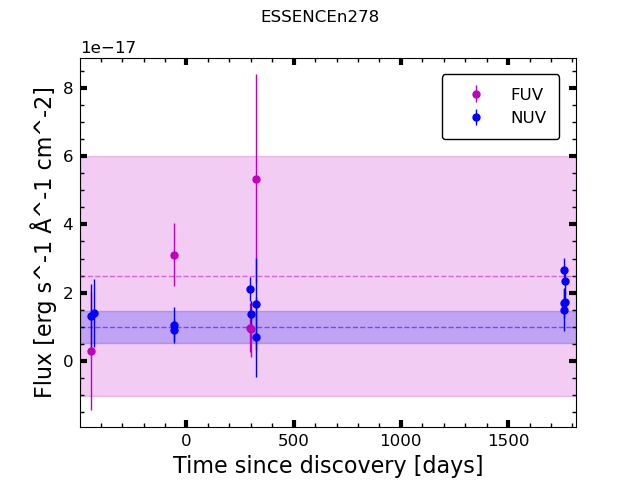 ESSENCEn278
1e−17
Flux [erg s^-1 Å^-1 cm^-2]
8
6
4
2
0
FUV
NUV
0 500 1000 1500
Time since discovery [days]